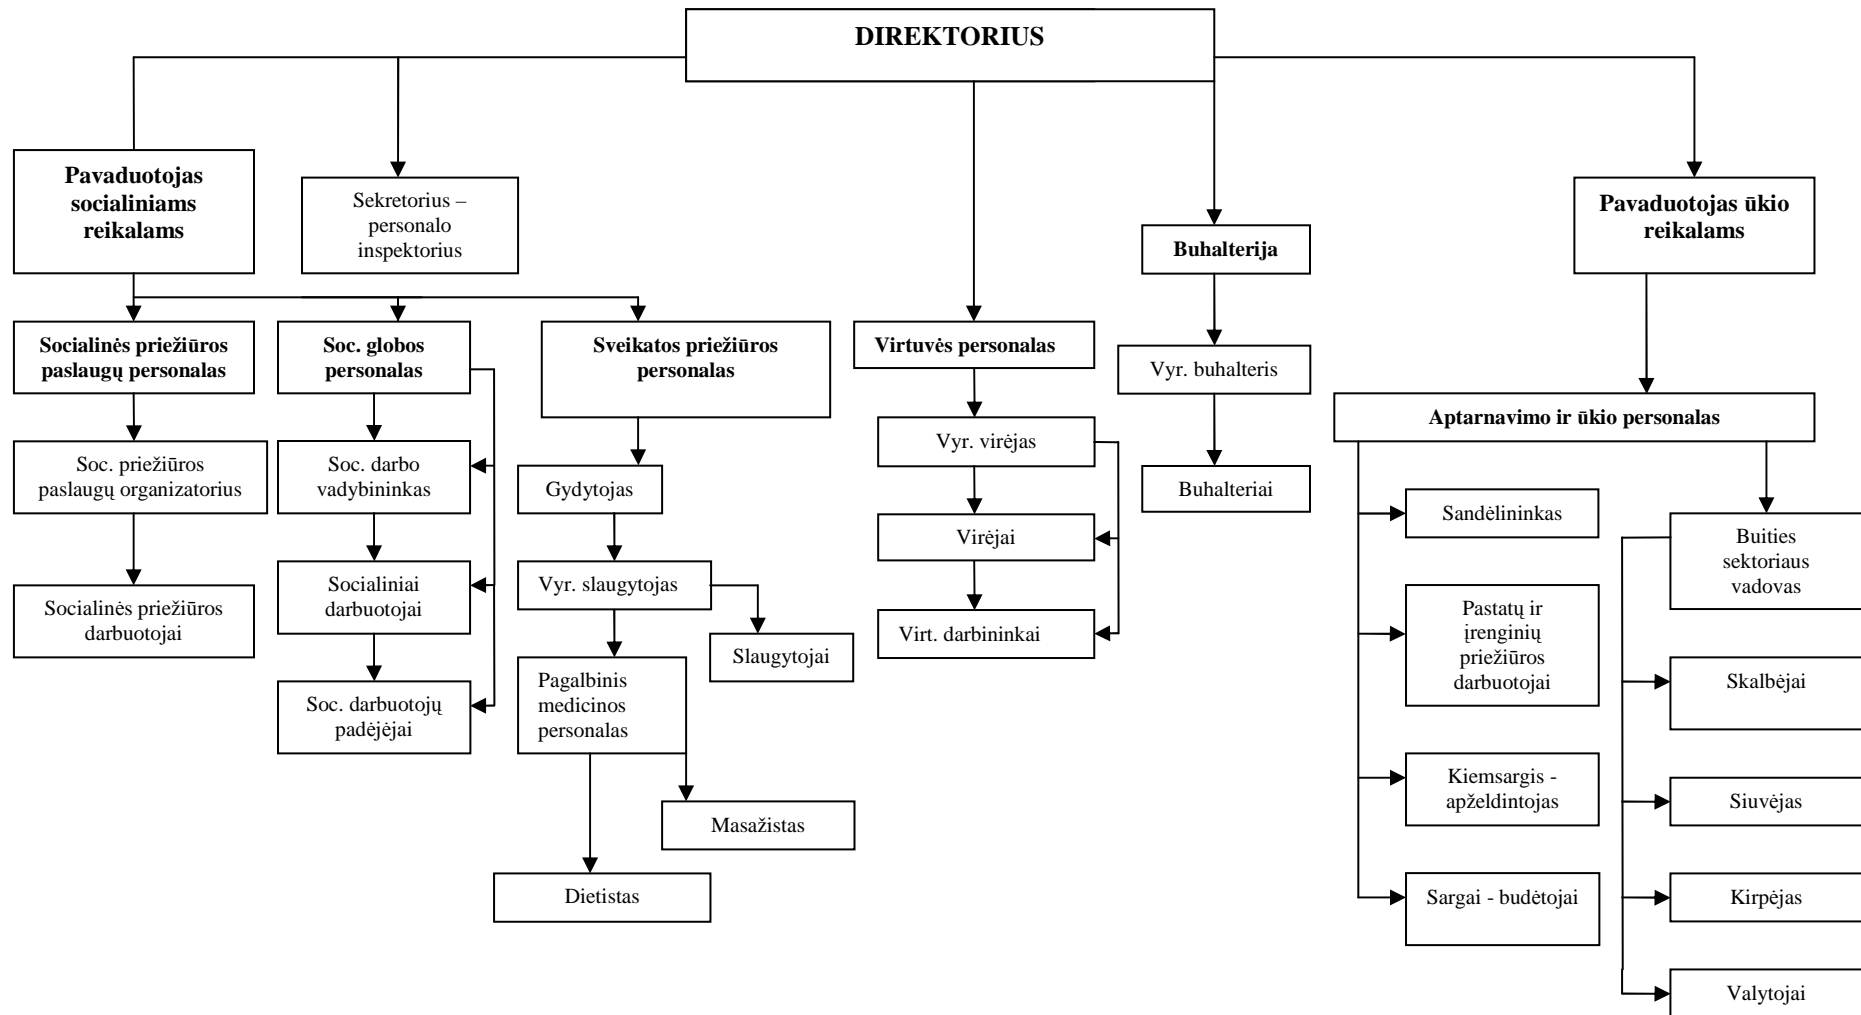 DIREKTORIUS
Pavaduotojas
socialiniams
reikalams
Sekretorius –
personalo
inspektorius
Buhalterija
Pavaduotojas ūkio
reikalams
Socialinės priežiūros
paslaugų personalas
Soc. globos
personalas
Sveikatos priežiūros
personalas
Virtuvės personalas
Vyr. buhalteris
Aptarnavimo ir ūkio personalas
Soc. priežiūros
paslaugų organizatorius
Soc. darbo
vadybininkas
Gydytojas
Vyr. virėjas
Buhalteriai
Sandėlininkas
Buities
sektoriaus
vadovas
Socialinės priežiūros
darbuotojai
Socialiniai
darbuotojai
Vyr. slaugytojas
Virėjai
Slaugytojai
Virt. darbininkai
Pastatų ir
įrenginių
priežiūros
darbuotojai
Skalbėjai
Soc. darbuotojų
padėjėjai
Pagalbinis
medicinos
personalas
Masažistas
Kiemsargis -
apželdintojas
Siuvėjas
Dietistas
Sargai - budėtojai
Kirpėjas
Valytojai